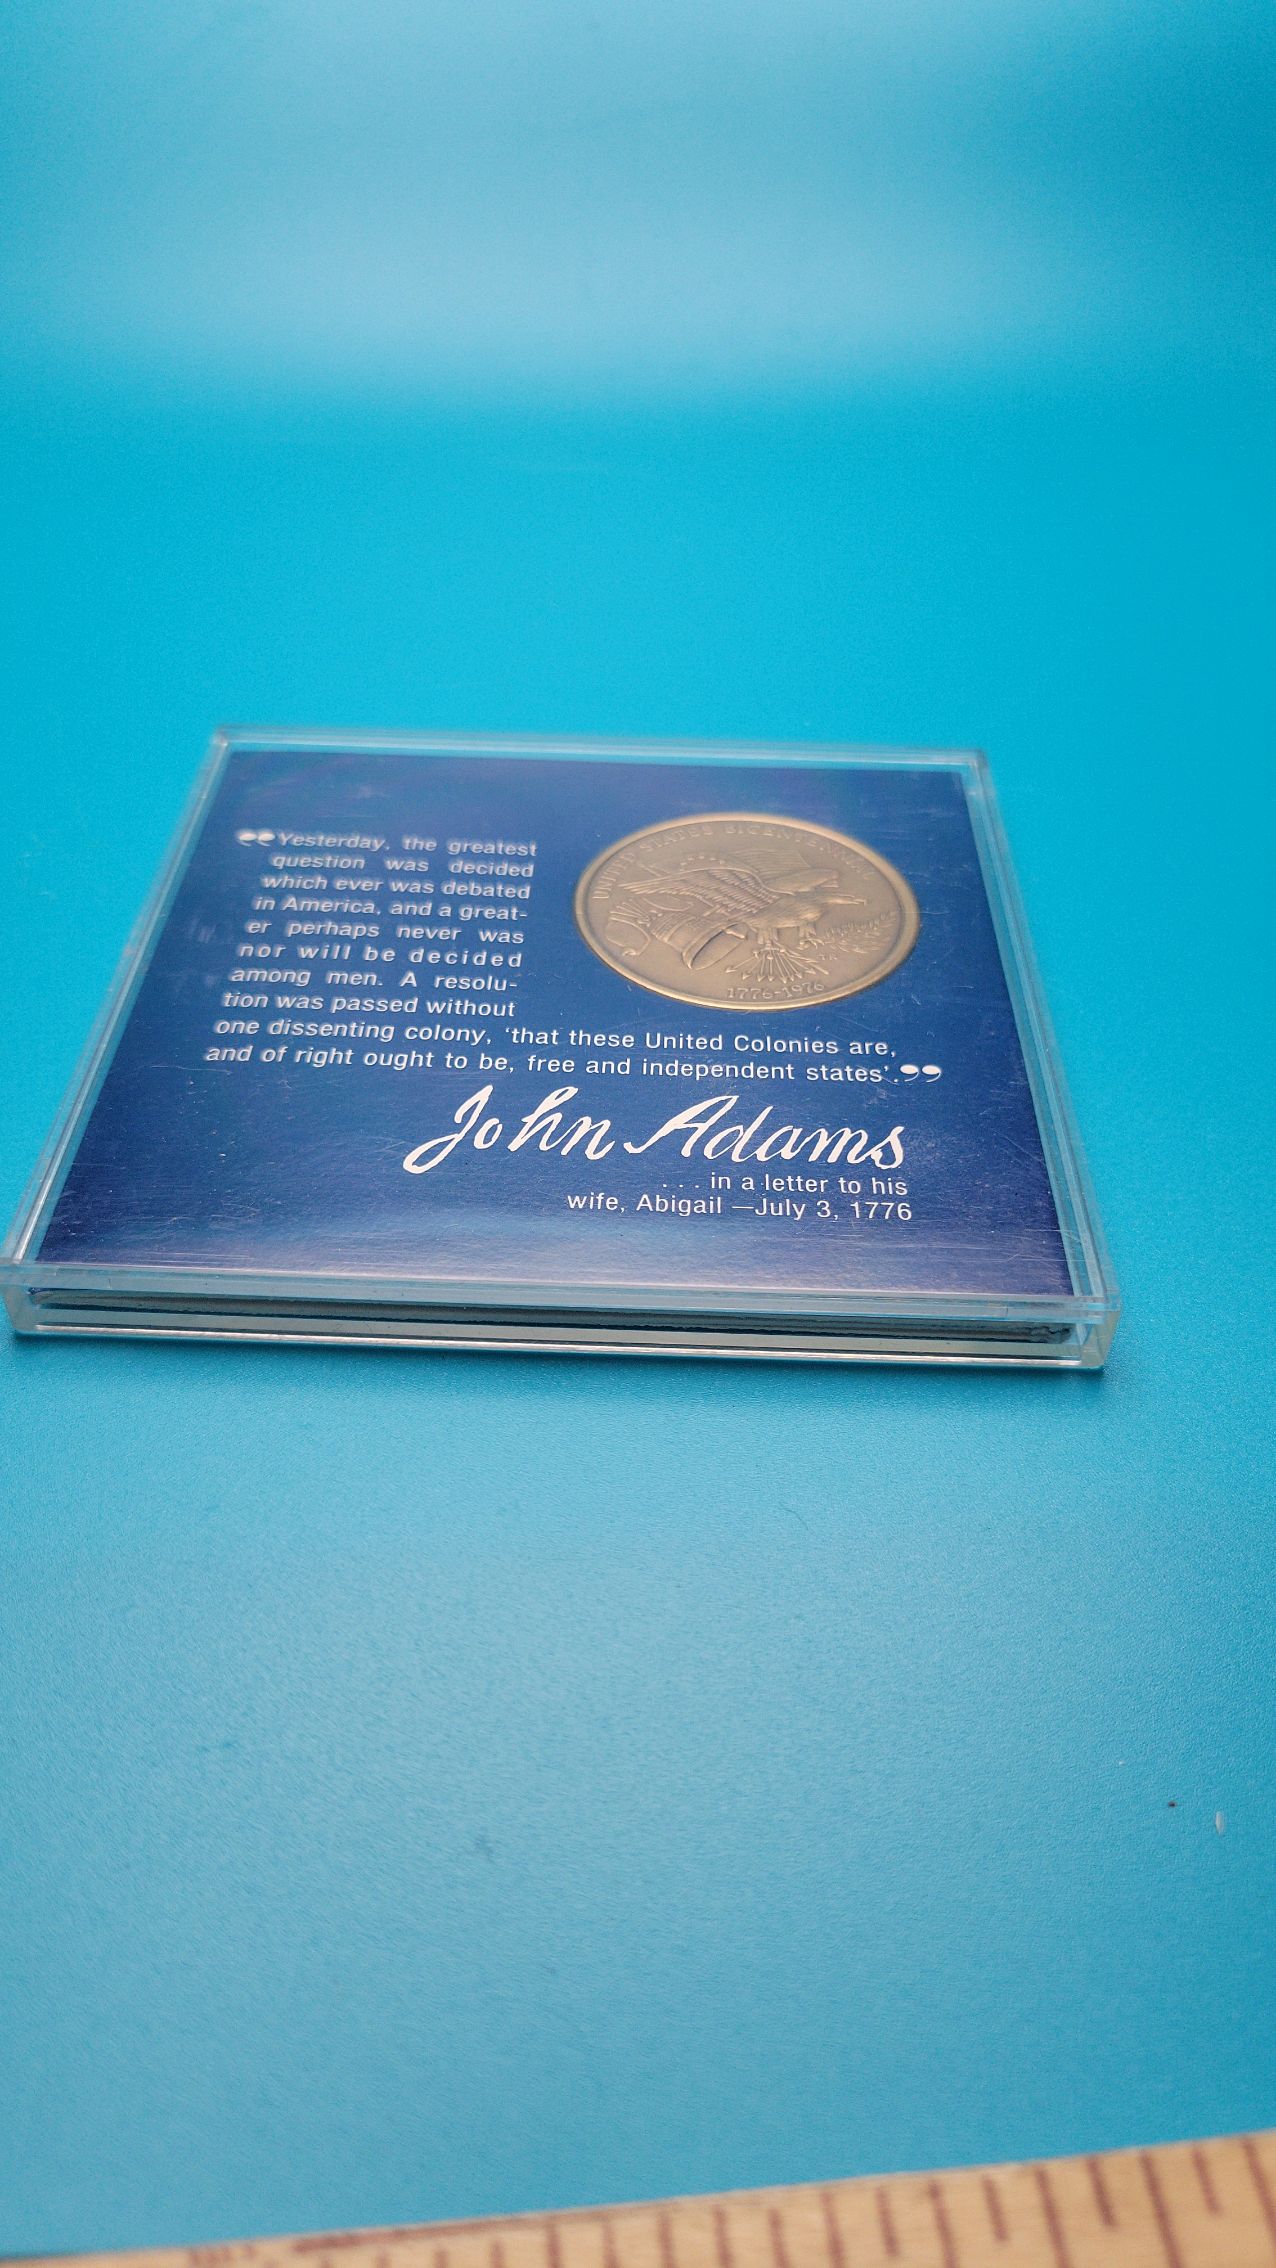 “Yesterday, the greatest
question was decided
which ever was debated
in America, and a great-
er perhaps never was
nor will be decided
among men. A resolu-
tion was passed without
one dissenting colony, ‘that these United Colonies are,
and of right ought to be, free and independent states’.”
John Adams
. . . in a letter to his
wife, Abigail —July 3, 1776
UNITED STATES BICENTENNIAL
1776-1976